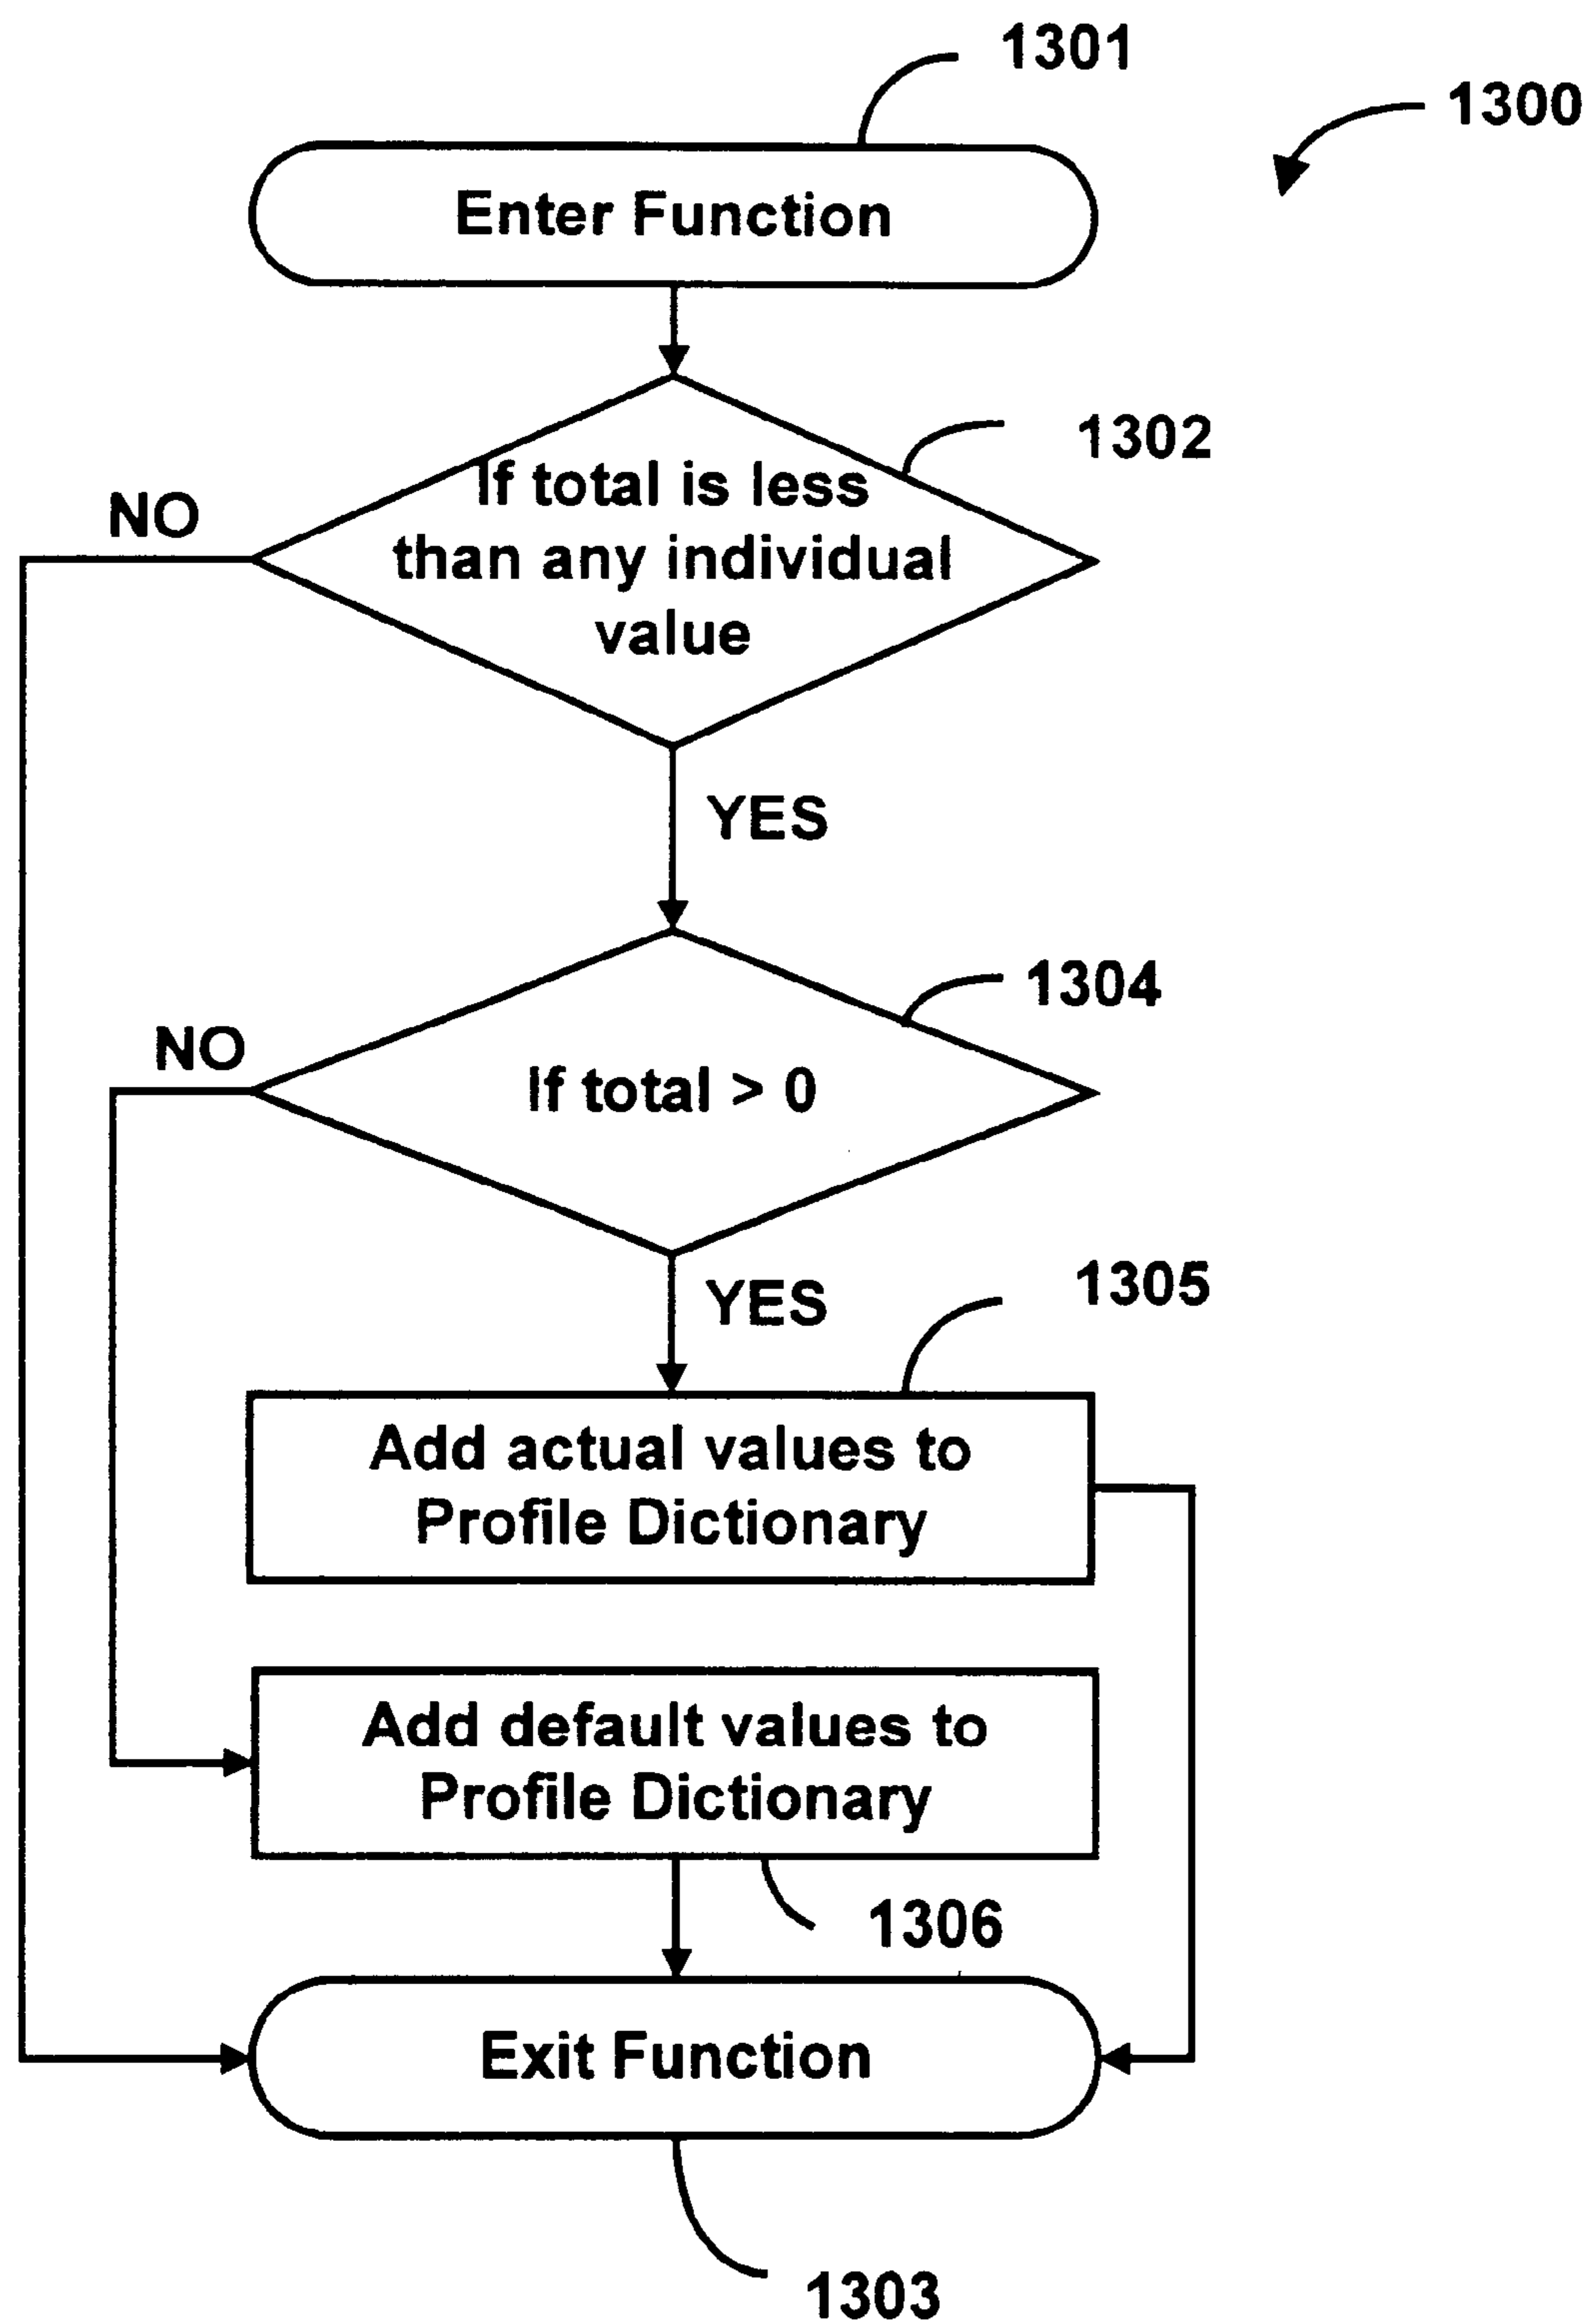 1301
1300
Enter Function
1302
If total is less
than any individual
value
NO
YES
1304
NO
If total > 0
YES
1305
Add actual values to
Profile Dictionary
Add default values to
Profile Dictionary
1306
Exit Function
1303